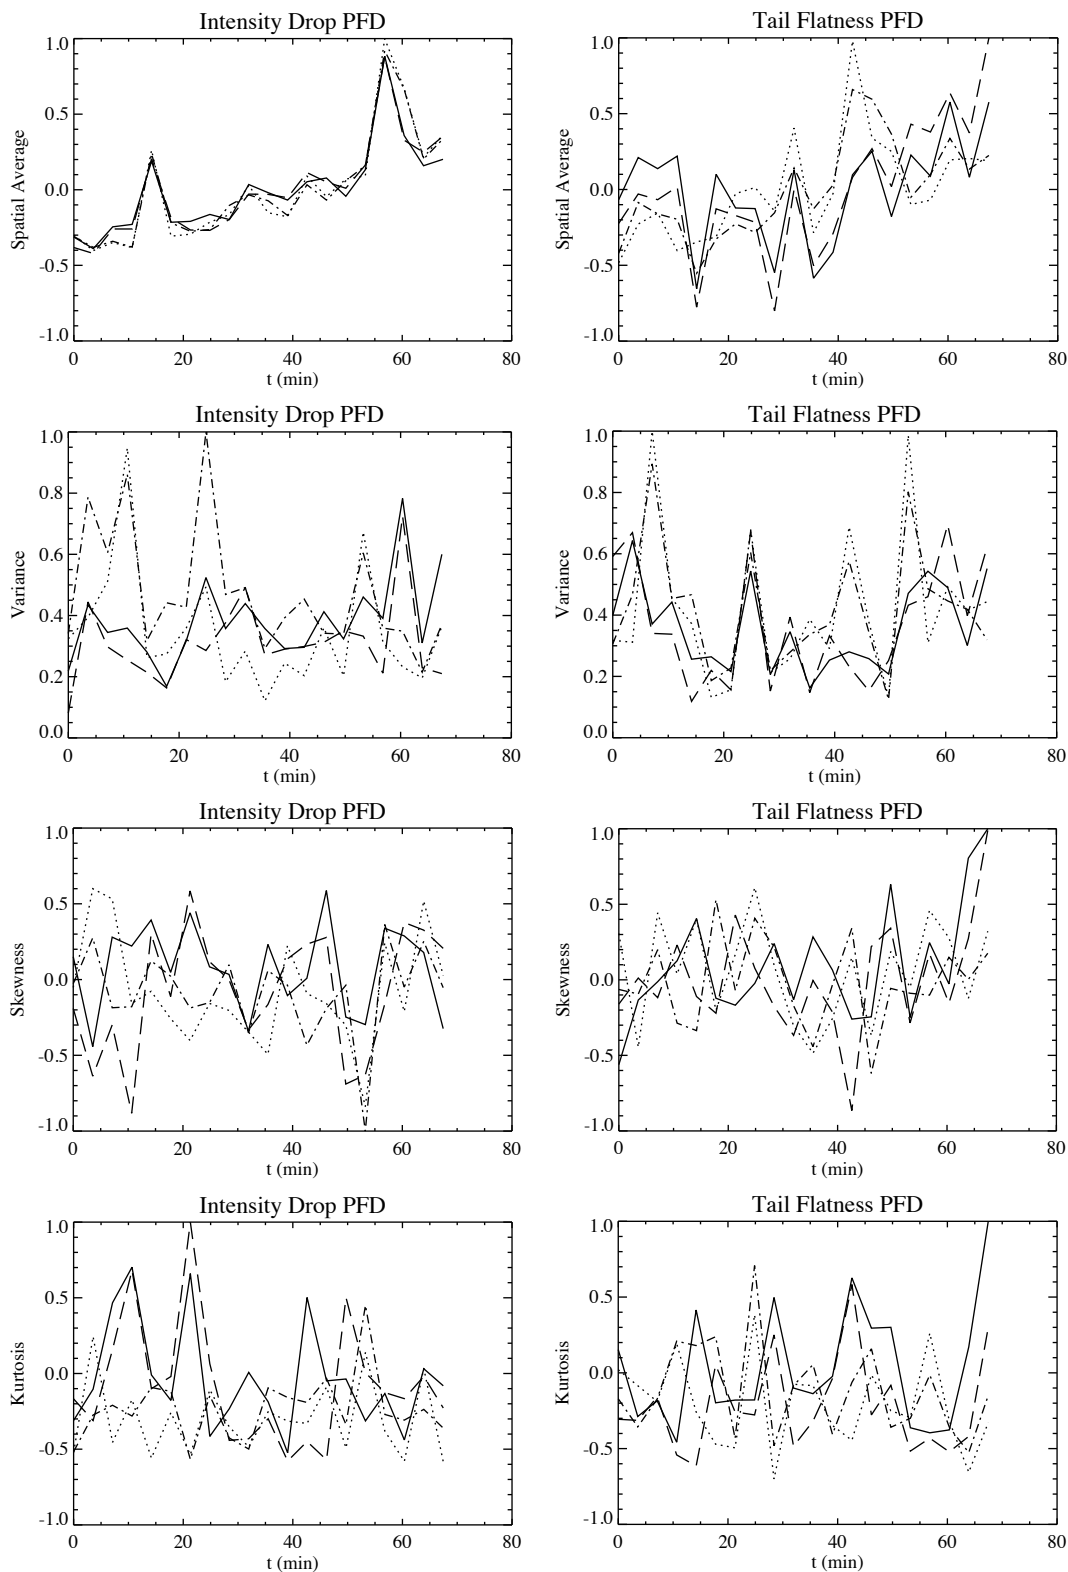 Intensity Drop PFD
Tail Flatness PFD
1.0
0.5
0.0
-0.5
-1.0
Spatial Average
0 20 40 60 80
t (min)
1.0
0.5
0.0
-0.5
-1.0
Spatial Average
0 20 40 60 80
t (min)
Intensity Drop PFD
Tail Flatness PFD
1.0
0.8
0.6
0.4
0.2
0.0
Variance
0 20 40 60 80
t (min)
1.0
0.8
0.6
0.4
0.2
0.0
Variance
0 20 40 60 80
t (min)
Intensity Drop PFD
Tail Flatness PFD
1.0
0.5
0.0
-0.5
-1.0
Skewness
0 20 40 60 80
t (min)
1.0
0.5
0.0
-0.5
-1.0
Skewness
0 20 40 60 80
t (min)
Intensity Drop PFD
Tail Flatness PFD
1.0
0.5
0.0
-0.5
-1.0
Kurtosis
0 20 40 60 80
t (min)
1.0
0.5
0.0
-0.5
-1.0
Kurtosis
0 20 40 60 80
t (min)